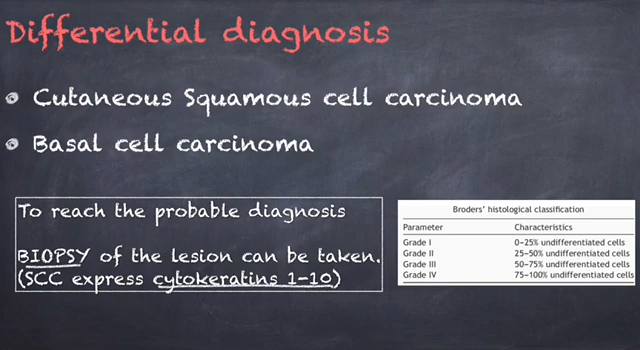 Differential diagnosis
Cutaneous Squamous cell carcinoma
Basal cell carcinoma
To reach the probable diagnosis
BIOPSY of the lesion can be taken.
(SCC express cytokeratins 1-10)
Broders' histological classification
Parameter Characteristics
Grade I 0–25% undifferentiated cells
Grade II 25–50% undifferentiated cells
Grade III 50–75% undifferentiated cells
Grade IV 75–100% undifferentiated cells